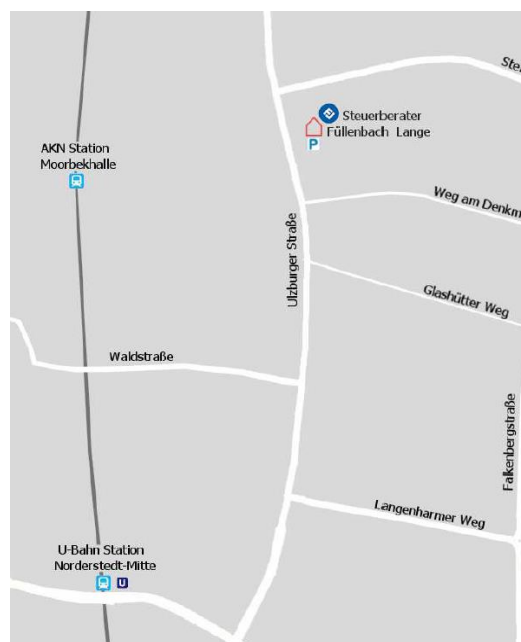 Ste
Steuerberater
Füllenbach Lange
P
AKN Station
Moorbekhalle
Weg am Denkm
Ulzburger Straße
Glashütter Weg
Waldstraße
Falkenbergstraße
Langenharmer Weg
U-Bahn Station
Norderstedt-Mitte
U